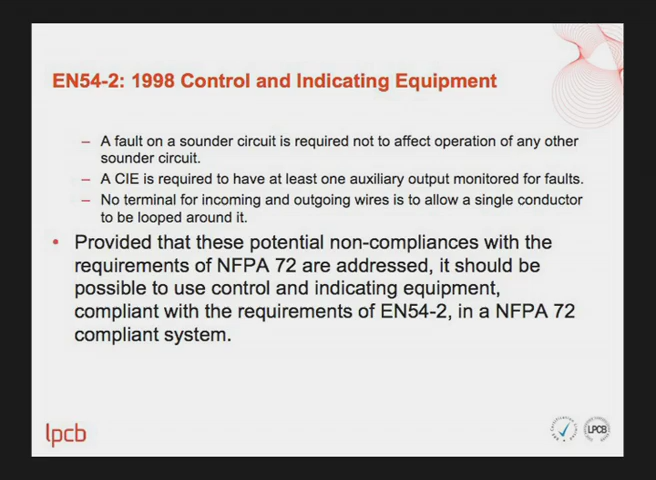 EN54-2: 1998 Control and Indicating Equipment
– A fault on a sounder circuit is required not to affect operation of any other
sounder circuit.
– A CIE is required to have at least one auxiliary output monitored for faults.
– No terminal for incoming and outgoing wires is to allow a single conductor
to be looped around it.
• Provided that these potential non-compliances with the
requirements of NFPA 72 are addressed, it should be
possible to use control and indicating equipment,
compliant with the requirements of EN54-2, in a NFPA 72
compliant system.
lpcb
LPCB